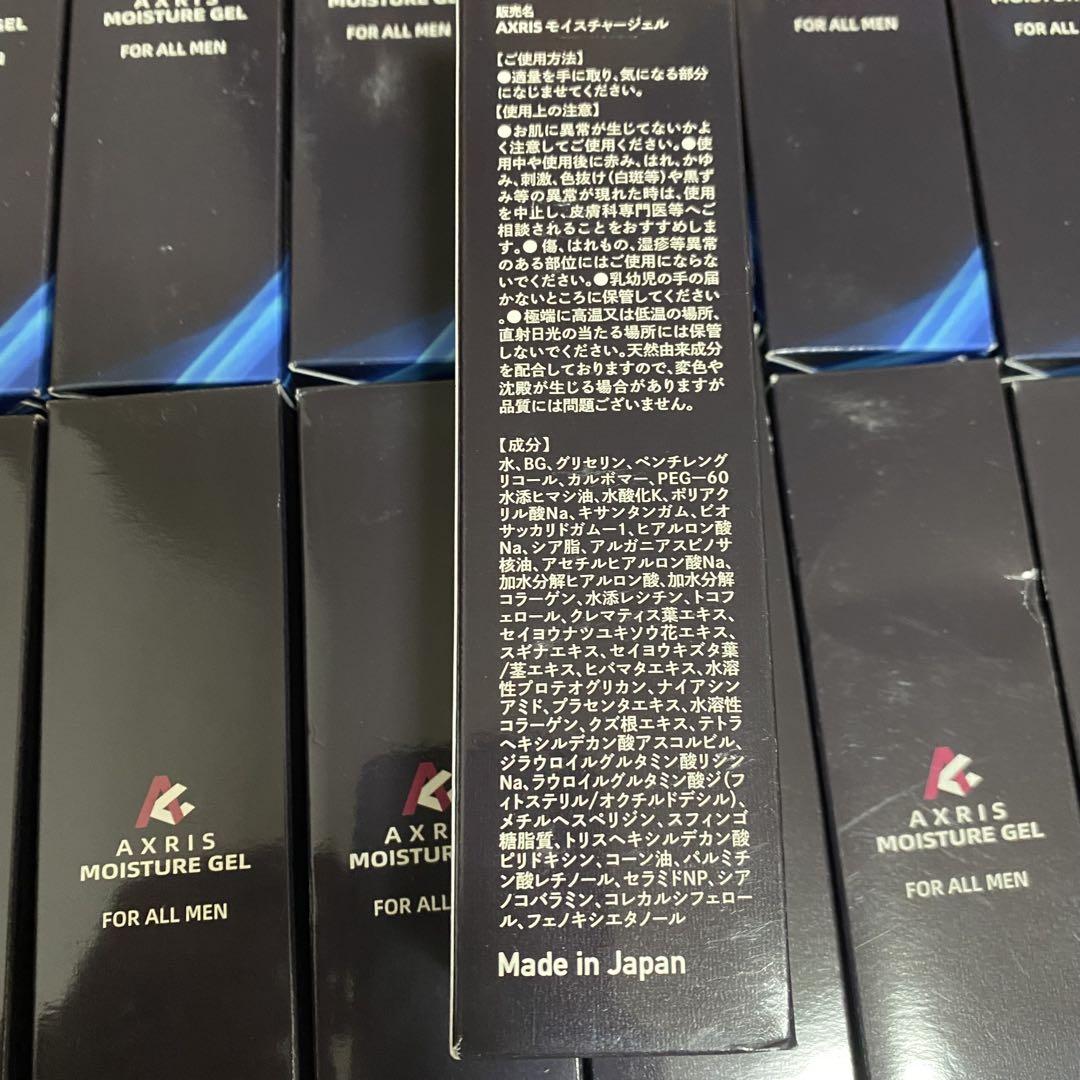 AXRIS
MOISTURE GEL
FOR ALL MEN
MOISTURE GEL
FOR ALL MEN
FOR ALL MEN
FOR ALL
販売名
AXRIS モイスチャージェル
【ご使用方法】
●適量を手に取り、気になる部分
になじませてください。
【使用上の注意】
●お肌に異常が生じてないかよ
く注意してご使用ください。●使
用中や使用後に赤み、はれ、かゆ
み、刺激、色抜け(白斑等)や黒ず
み等の異常が現れた時は、使用
を中止し、皮膚科専門医等へご
相談されることをおすすめしま
す。●傷、はれもの、湿疹等異常
のある部位にはご使用にならな
いでください。●乳幼児の手の届
かないところに保管してください
。●極端に高温又は低温の場所、
直射日光の当たる場所には保管
しないでください。天然由来成分
を配合しておりますので、変色や
沈殿が生じる場合がありますが
品質には問題ございません。
【成分】
水、BG、グリセリン、ペンチレング
リコール、カルボマー、PEGー60
水添ヒマシ油、水酸化K、ポリアク
リル酸Na、キサンタンガム、ビオ
サッカリドガムー1、ヒアルロン酸
Na、シア脂、アルガニアスピノサ
核油、アセチルヒアルロン酸Na、
加水分解ヒアルロン酸、加水分解
コラーゲン、水添レシチン、トコフ
ェロール、クレマティス葉エキス、
セイヨウナツユキソウ花エキス、
スギナエキス、セイヨウキズタ葉
/茎エキス、ヒバマタエキス、水溶
性プロテオグリカン、ナイアシン
アミド、プラセンタエキス、水溶性
コラーゲン、クズ根エキス、テトラ
ヘキシルデカン酸アスコルビル、
ジラウロイルグルタミン酸リシン
Na、ラウロイルグルタミン酸ジ(フ
ィトステリル/オクチルドデシル)、
メチルヘスペリジン、スフィンゴ
糖脂質、トリスヘキシルデカン酸
ピリドキシン、コーン油、パルミチ
ン酸レチノール、セラミドNP、シア
ノコバラミン、コレカルシフェロー
ル、フェノキシエタノール
Made in Japan
AXRIS
MOISTURE GEL
FOR ALL MEN
AXR
MOISTUR
FOR ALL
AXRIS
MOISTURE GEL
FOR ALL MEN